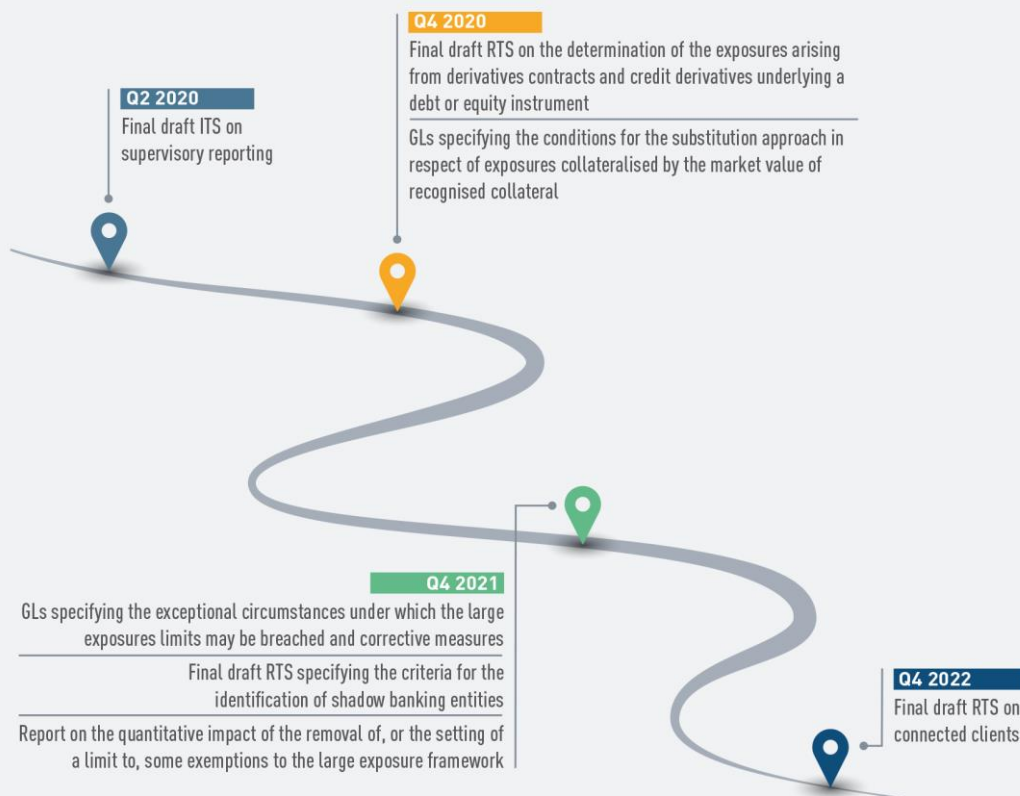 Q4 2020
Final draft RTS on the determination of the exposures arising
from derivatives contracts and credit derivatives underlying a
debt or equity instrument
GLs specifying the conditions for the substitution approach in
respect of exposures collateralised by the market value of
recognised collateral
Q2 2020
Final draft ITS on
supervisory reporting
Q4 2021
GLs specifying the exceptional circumstances under which the large
exposures limits may be breached and corrective measures
Final draft RTS specifying the criteria for the
identification of shadow banking entities
Report on the quantitative impact of the removal of, or the setting of
a limit to, some exemptions to the large exposure framework
Q4 2022
Final draft RTS on
connected clients